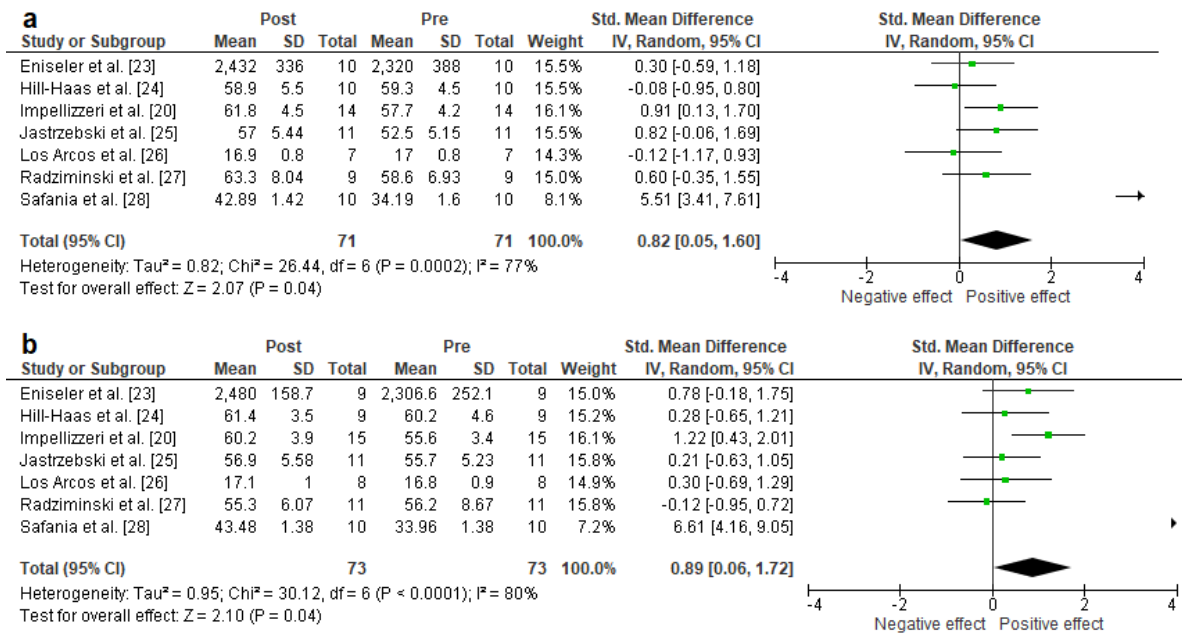 a
Post Pre Std. Mean Difference Std. Mean Difference
Study or Subgroup Mean SD Total Mean SD Total Weight IV, Random, 95% CI IV, Random, 95% CI
Eniseler et al. [23] 2,432 336 10 2,320 388 10 15.5% 0.30 [-0.59, 1.18]
Hill-Haas et al. [24] 58.9 5.5 10 59.3 4.5 10 15.5% -0.08 [-0.95, 0.80]
Impellizzeri et al. [20] 61.8 4.5 14 57.7 4.2 14 16.1% 0.91 [0.13, 1.70]
Jastrzebski et al. [25] 57 5.44 11 52.5 5.15 11 15.5% 0.82 [-0.06, 1.69]
Los Arcos et al. [26] 16.9 0.8 7 17 0.8 7 14.3% -0.12 [-1.17, 0.93]
Radziminski et al. [27] 63.3 8.04 9 58.6 6.93 9 15.0% 0.60 [-0.35, 1.55]
Safania et al. [28] 42.89 1.42 10 34.19 1.6 10 8.1% 5.51 [3.41, 7.61]
Total (95% CI) 71 71 100.0% 0.82 [0.05, 1.60]
Heterogeneity: Tau² = 0.82; Chi² = 26.44, df = 6 (P = 0.0002); I² = 77%
Test for overall effect: Z = 2.07 (P = 0.04)
-4 -2 0 2 4
Negative effect Positive effect
b
Post Pre Std. Mean Difference Std. Mean Difference
Study or Subgroup Mean SD Total Mean SD Total Weight IV, Random, 95% CI IV, Random, 95% CI
Eniseler et al. [23] 2,480 158.7 9 2,306.6 252.1 9 15.0% 0.78 [-0.18, 1.75]
Hill-Haas et al. [24] 61.4 3.5 9 60.2 4.6 9 15.2% 0.28 [-0.65, 1.21]
Impellizzeri et al. [20] 60.2 3.9 15 55.6 3.4 15 16.1% 1.22 [0.43, 2.01]
Jastrzebski et al. [25] 56.9 5.58 11 55.7 5.23 11 15.8% 0.21 [-0.63, 1.05]
Los Arcos et al. [26] 17.1 1 8 16.8 0.9 8 14.9% 0.30 [-0.69, 1.29]
Radziminski et al. [27] 55.3 6.07 11 56.2 8.67 11 15.8% -0.12 [-0.95, 0.72]
Safania et al. [28] 43.48 1.38 10 33.96 1.38 10 7.2% 6.61 [4.16, 9.05]
Total (95% CI) 73 73 100.0% 0.89 [0.06, 1.72]
Heterogeneity: Tau² = 0.95; Chi² = 30.12, df = 6 (P < 0.0001); I² = 80%
Test for overall effect: Z = 2.10 (P = 0.04)
-4 -2 0 2 4
Negative effect Positive effect